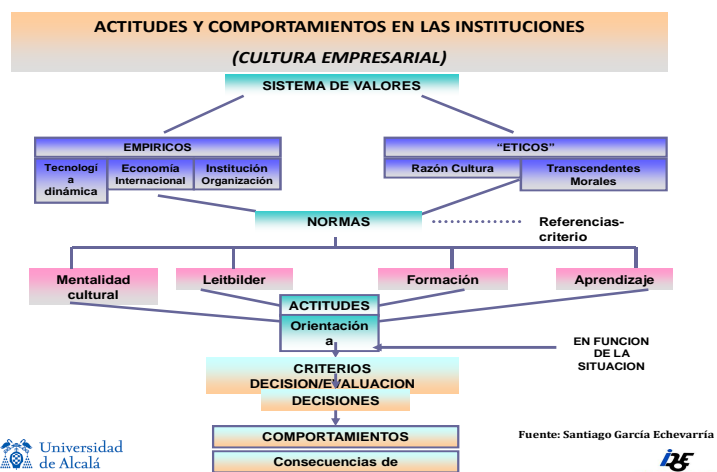 ACTITUDES Y COMPORTAMIENTOS EN LAS INSTITUCIONES
(CULTURA EMPRESARIAL)
SISTEMA DE VALORES
EMPIRICOS
Tecnologí
a
dinámica
Economía
Internacional
Institución
Organización
“ETICOS”
Razón Cultura
Transcendentes
Morales
NORMAS
Referencias-
criterio
Mentalidad
cultural
Leitbilder
Formación
Aprendizaje
ACTITUDES
Orientación
a
EN FUNCION
DE LA
SITUACION
CRITERIOS
DECISION/EVALUACION
DECISIONES
COMPORTAMIENTOS
Consecuencias de
Universidad
de Alcalá
Fuente: Santiago García Echevarría